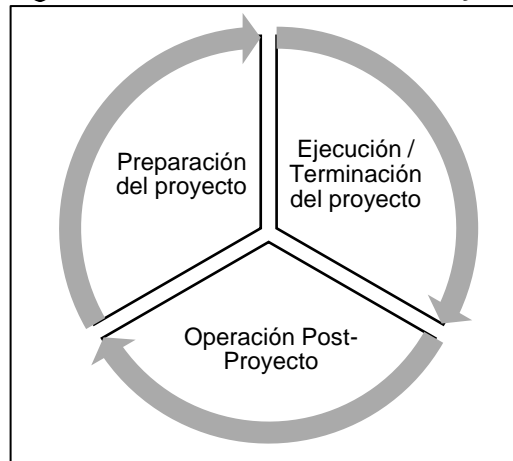 Preparación
del proyecto
Ejecución /
Terminación
del proyecto
Operación Post-
Proyecto